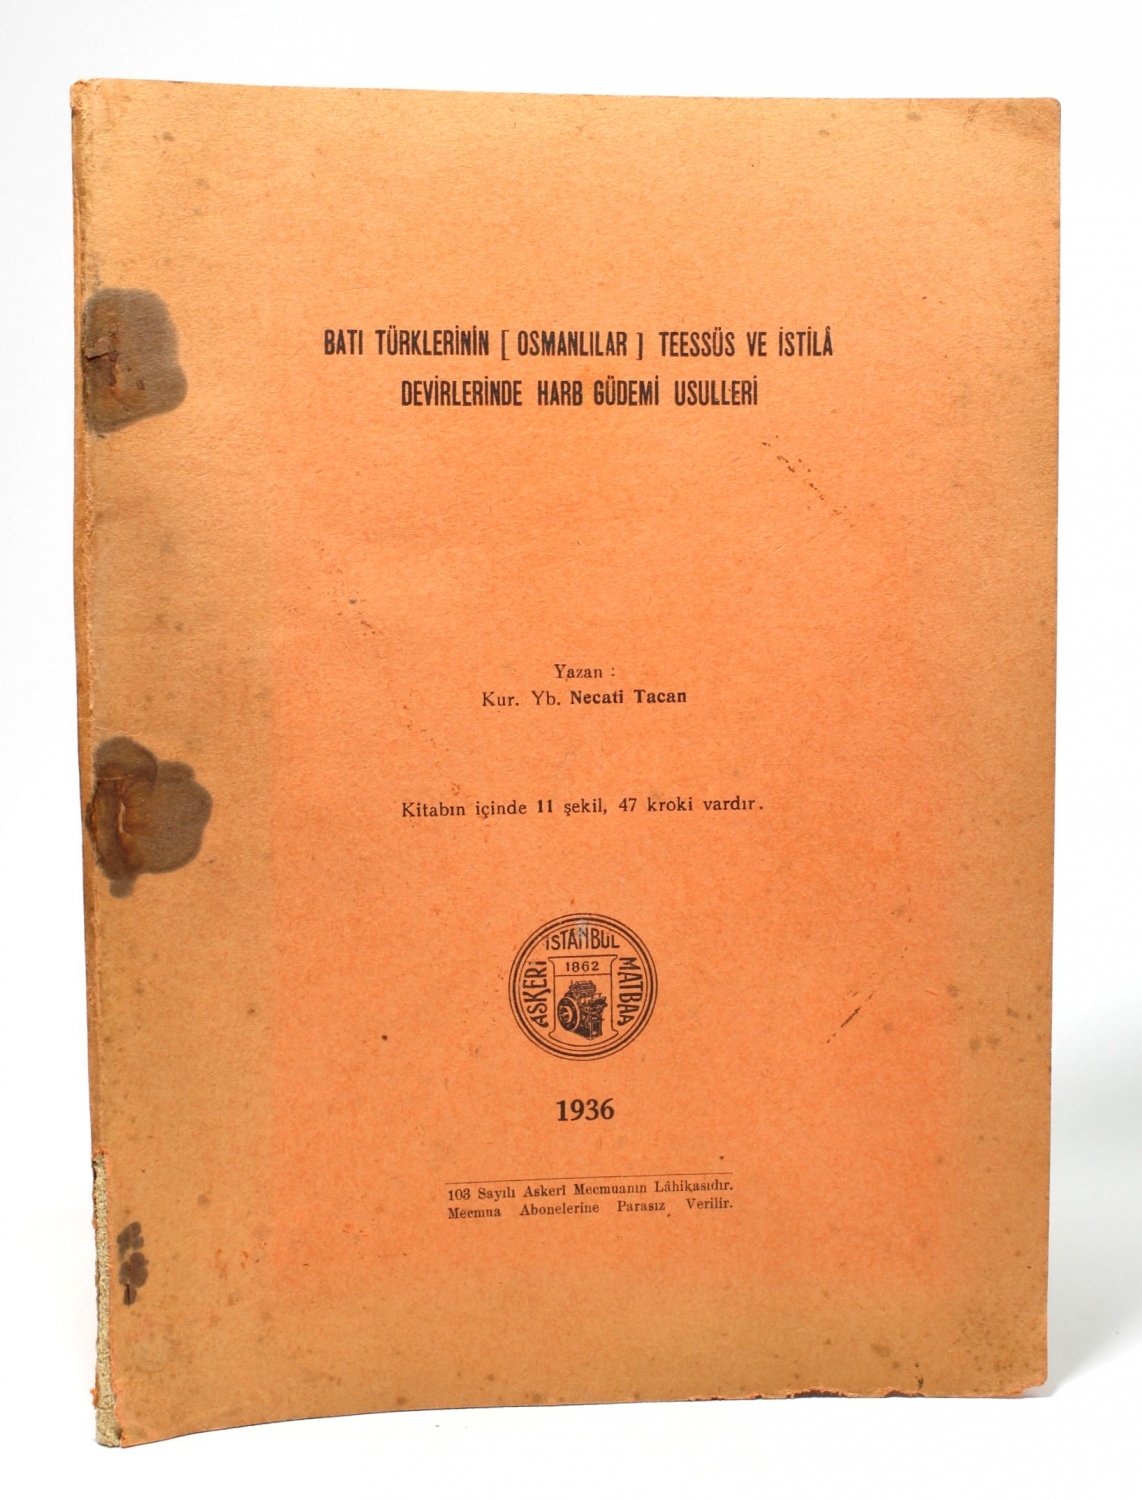 BATI TÜRKLERİNİN [ OSMANLILAR ] TEESSÜS VE İSTİLÂ
DEVİRLERİNDE HARB GÜDEMİ USULLERİ
Yazan :
Kur. Yb. Necati Tacan
Kitabın içinde 11 şekil, 47 kroki vardır.
İSTANBUL
ASKERİ
1862
MATBAA
1936
103 Sayılı Askerî Mecmuanın Lâhikasıdır.
Mecmua Abonelerine Parasız Verilir.